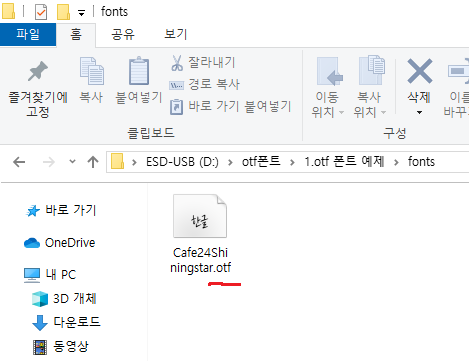 fonts
파일
홈
공유
보기
즐겨찾기에
고정
복사
붙여넣기
잘라내기
경로 복사
바로 가기 붙여넣기
이동
위치
복사
위치
삭제
이름
바꾸기
클립보드
구성
ESD-USB (D:) > otf폰트 > 1.otf 폰트 예제 > fonts
바로 가기
OneDrive
내 PC
3D 개체
다운로드
동영상
한글
Cafe24Shi
ningstar.otf